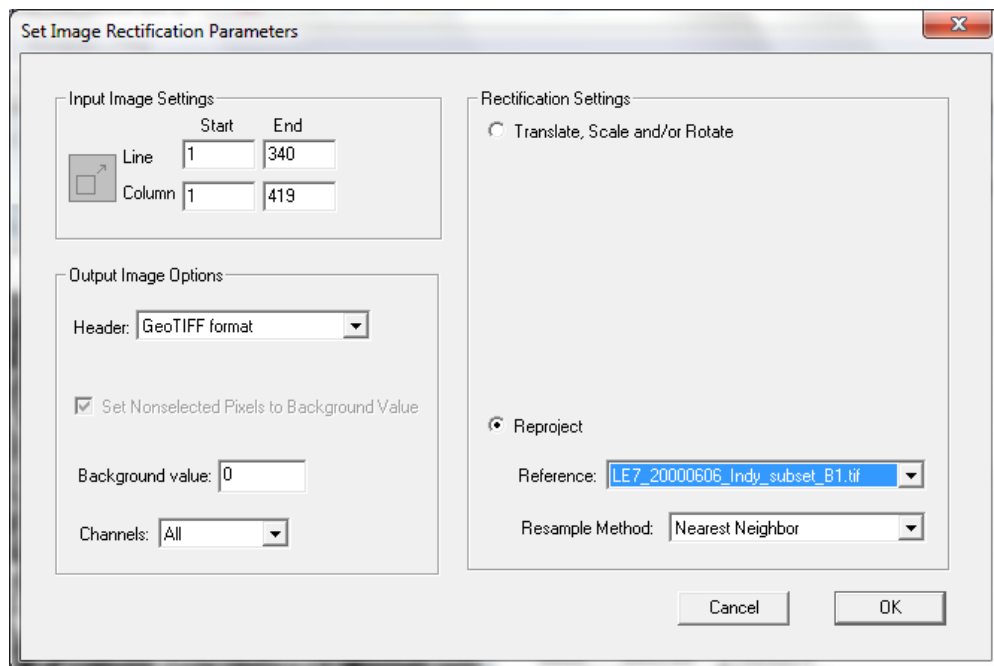 Set Image Rectification Parameters
Input Image Settings
Start End
Line 1 340
Column 1 419
Output Image Options
Header: GeoTIFF format
Set Nonselected Pixels to Background Value
Background value: 0
Channels: All
Rectification Settings
Translate, Scale and/or Rotate
Reproject
Reference: LE7_20000606_Indy_subset_B1.tif
Resample Method: Nearest Neighbor
Cancel OK